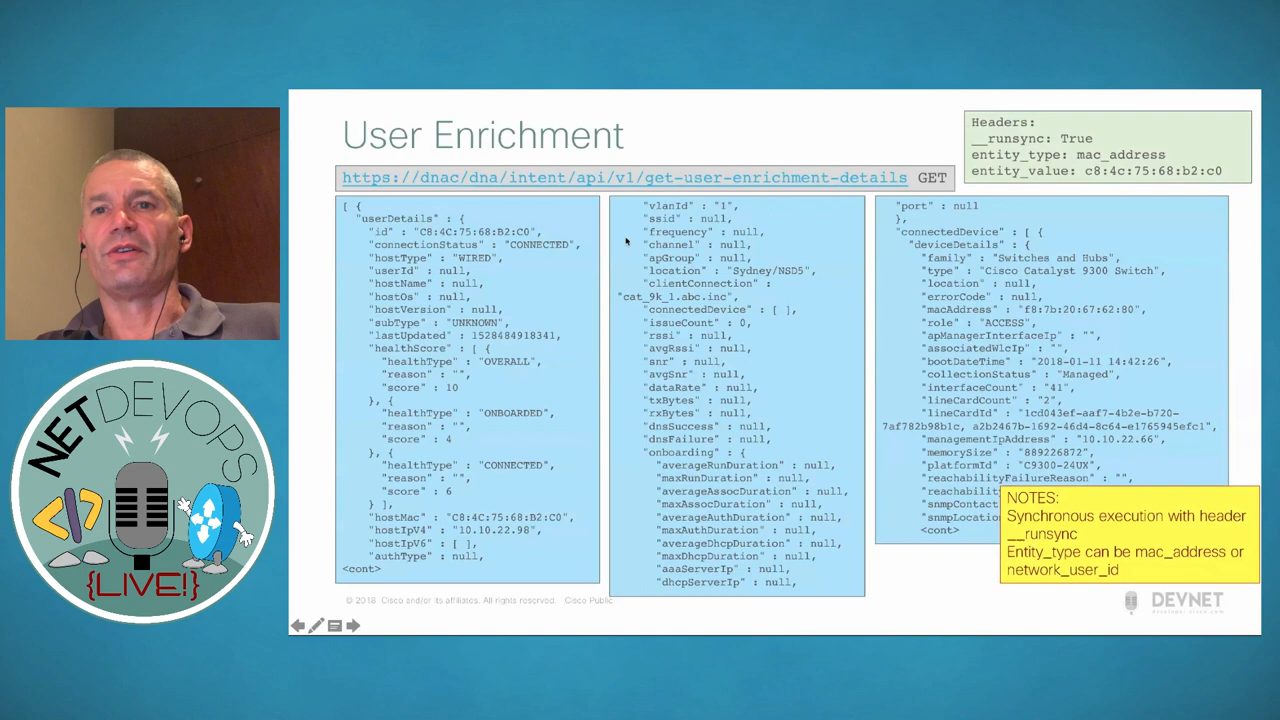 User Enrichment
Headers:
__runsync: True
entity_type: mac_address
entity_value: c8:4c:75:68:b2:c0
https://dnac/dna/intent/api/v1/get-user-enrichment-details GET
[ {
"userDetails" : {
"id" : "C8:4C:75:68:B2:C0",
"connectionStatus" : "CONNECTED",
"hostType" : "WIRED",
"userId" : null,
"hostName" : null,
"hostOs" : null,
"hostVersion" : null,
"subType" : "UNKNOWN",
"lastUpdated" : 1528484918341,
"healthScore" : [ {
"healthType" : "OVERALL",
"reason" : "",
"score" : 10
}, {
"healthType" : "ONBOARDED",
"reason" : "",
"score" : 4
}, {
"healthType" : "CONNECTED",
"reason" : "",
"score" : 6
} ],
"hostMac" : "C8:4C:75:68:B2:C0",
"hostIpV4" : "10.10.22.98",
"hostIpV6" : [ ],
"authType" : null,
<cont>
"vlanId" : "1",
"ssid" : null,
"frequency" : null,
"channel" : null,
"apGroup" : null,
"location" : "Sydney/NSD5",
"clientConnection" :
"cat_9k_1.abc.inc",
"connectedDevice" : [ ],
"issueCount" : 0,
"rssi" : null,
"avgRssi" : null,
"snr" : null,
"avgSnr" : null,
"dataRate" : null,
"txBytes" : null,
"rxBytes" : null,
"dnsSuccess" : null,
"dnsFailure" : null,
"onboarding" : {
"averageRunDuration" : null,
"maxRunDuration" : null,
"averageAssocDuration" : null,
"maxAssocDuration" : null,
"averageAuthDuration" : null,
"maxAuthDuration" : null,
"averageDhcpDuration" : null,
"maxDhcpDuration" : null,
"aaaServerIp" : null,
"dhcpServerIp" : null,
"port" : null
},
"connectedDevice" : [ {
"deviceDetails" : {
"family" : "Switches and Hubs",
"type" : "Cisco Catalyst 9300 Switch",
"location" : null,
"errorCode" : null,
"macAddress" : "f8:7b:20:67:62:80",
"role" : "ACCESS",
"apManagerInterfaceIp" : "",
"associatedWlcIp" : "",
"bootDateTime" : "2018-01-11 14:42:26",
"collectionStatus" : "Managed",
"interfaceCount" : "41",
"lineCardCount" : "2",
"lineCardId" : "1cd043ef-aaf7-4b2e-b720-
7af782b98b1c, a2b2467b-1692-46d4-8c64-e1765945efc1",
"managementIpAddress" : "10.10.22.66",
"memorySize" : "889226872",
"platformId" : "C9300-24UX",
"reachabilityFailureReason" : "",
"reachabilit
"snmpContact
"snmpLocatio
<cont>
NOTES:
Synchronous execution with header
__runsync
Entity_type can be mac_address or
network_user_id
© 2018 Cisco and/or its affiliates. All rights reserved. Cisco Public
DEVNET
developer.cisco.com
NETDEVOPS
</>
{LIVE!}